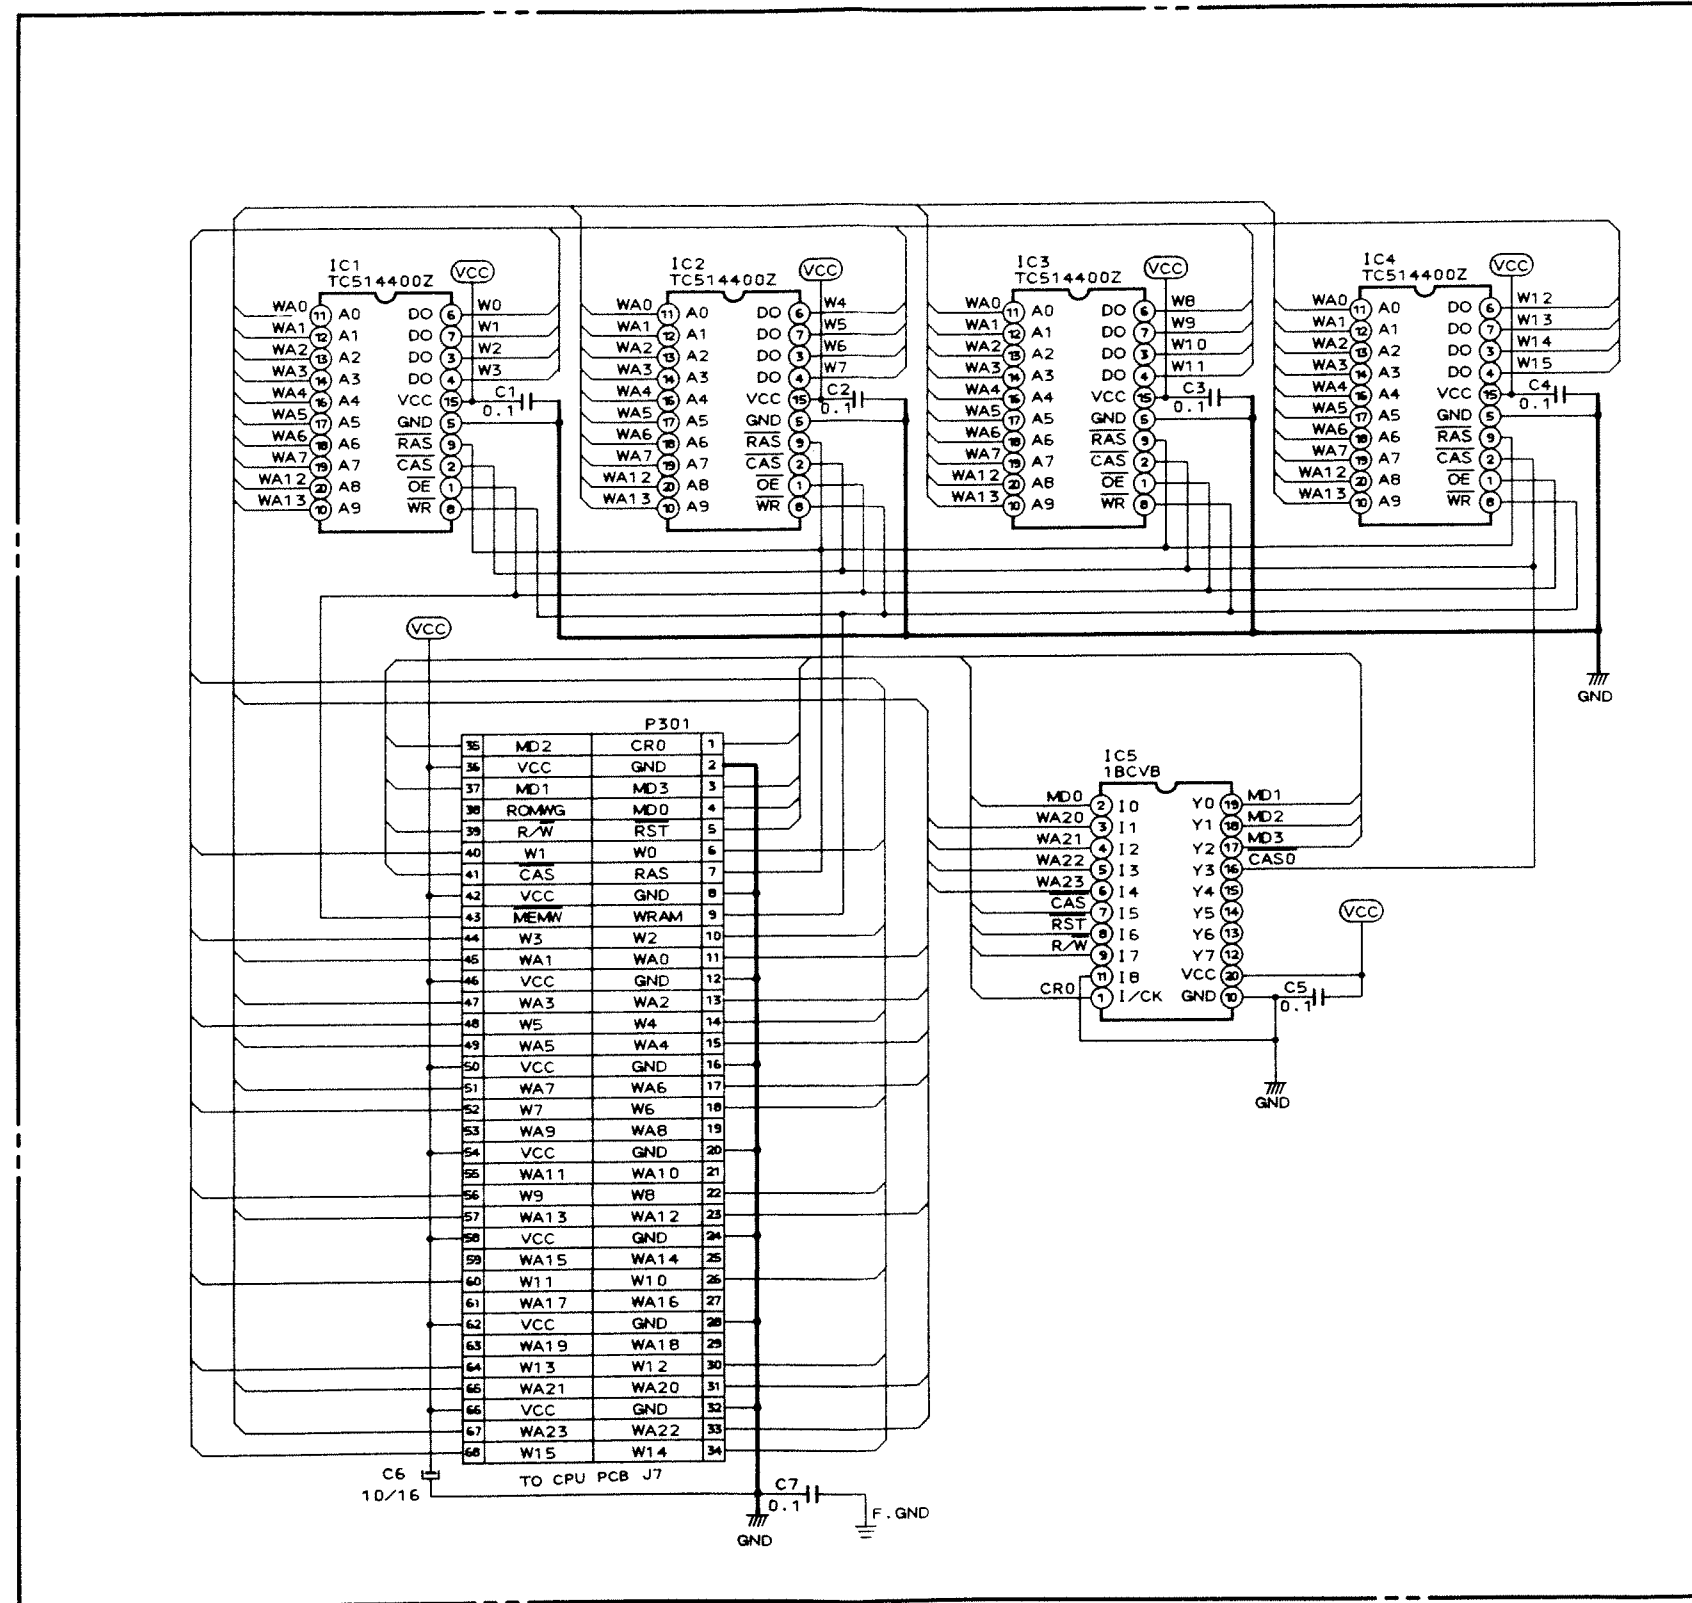 IC1
TC514400Z
VCC
WA0 11 A0 DO 6 W0
WA1 12 A1 DO 7 W1
WA2 13 A2 DO 3 W2
WA3 14 A3 DO 4 W3
WA4 16 A4 VCC 15 C1 0.1
WA5 17 A5 GND 5
WA6 18 A6 RAS 9
WA7 19 A7 CAS 2
WA12 20 A8 OE 1
WA13 10 A9 WR 8
IC2
TC514400Z
VCC
WA0 11 A0 DO 6 W4
WA1 12 A1 DO 7 W5
WA2 13 A2 DO 3 W6
WA3 14 A3 DO 4 W7
WA4 16 A4 VCC 15 C2 0.1
WA5 17 A5 GND 5
WA6 18 A6 RAS 9
WA7 19 A7 CAS 2
WA12 20 A8 OE 1
WA13 10 A9 WR 8
IC3
TC514400Z
VCC
WA0 11 A0 DO 6 W8
WA1 12 A1 DO 7 W9
WA2 13 A2 DO 3 W10
WA3 14 A3 DO 4 W11
WA4 16 A4 VCC 15 C3 0.1
WA5 17 A5 GND 5
WA6 18 A6 RAS 9
WA7 19 A7 CAS 2
WA12 20 A8 OE 1
WA13 10 A9 WR 8
IC4
TC514400Z
VCC
WA0 11 A0 DO 6 W12
WA1 12 A1 DO 7 W13
WA2 13 A2 DO 3 W14
WA3 14 A3 DO 4 W15
WA4 16 A4 VCC 15 C4 0.1
WA5 17 A5 GND 5
WA6 18 A6 RAS 9
WA7 19 A7 CAS 2
WA12 20 A8 OE 1
WA13 10 A9 WR 8
GND
VCC
P301
35 MD2 CR0 1
36 VCC GND 2
37 MD1 MD3 3
38 ROMWG MD0 4
39 R/W RST 5
40 W1 W0 6
41 CAS RAS 7
42 VCC GND 8
43 MEMW WRAM 9
44 W3 W2 10
45 WA1 WA0 11
46 VCC GND 12
47 WA3 WA2 13
48 W5 W4 14
49 WA5 WA4 15
50 VCC GND 16
51 WA7 WA6 17
52 W7 W6 18
53 WA9 WA8 19
54 VCC GND 20
55 WA11 WA10 21
56 W9 W8 22
57 WA13 WA12 23
58 VCC GND 24
59 WA15 WA14 25
60 W11 W10 26
61 WA17 WA16 27
62 VCC GND 28
63 WA19 WA18 29
64 W13 W12 30
65 WA21 WA20 31
66 VCC GND 32
67 WA23 WA22 33
68 W15 W14 34
TO CPU PCB J7
C6
10/16
C7
0.1
GND
F.GND
IC5
18CV8
MD0 2 I0 Y0 19 MD1
WA20 3 I1 Y1 18 MD2
WA21 4 I2 Y2 17 MD3
WA22 5 I3 Y3 16 CAS0
WA23 6 I4 Y4 15
CAS 7 I5 Y5 14
RST 8 I6 Y6 13
R/W 9 I7 Y7 12
11 I8 VCC 20
CR0 1 I/CK GND 10
VCC
C5
0.1
GND